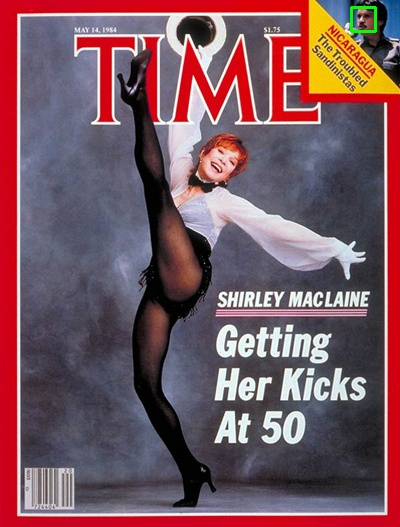 MAY 14, 1984
$1.75
TIME
NICARAGUA
The Troubled
Sandinistas
SHIRLEY MACLAINE
Getting
Her Kicks
At 50